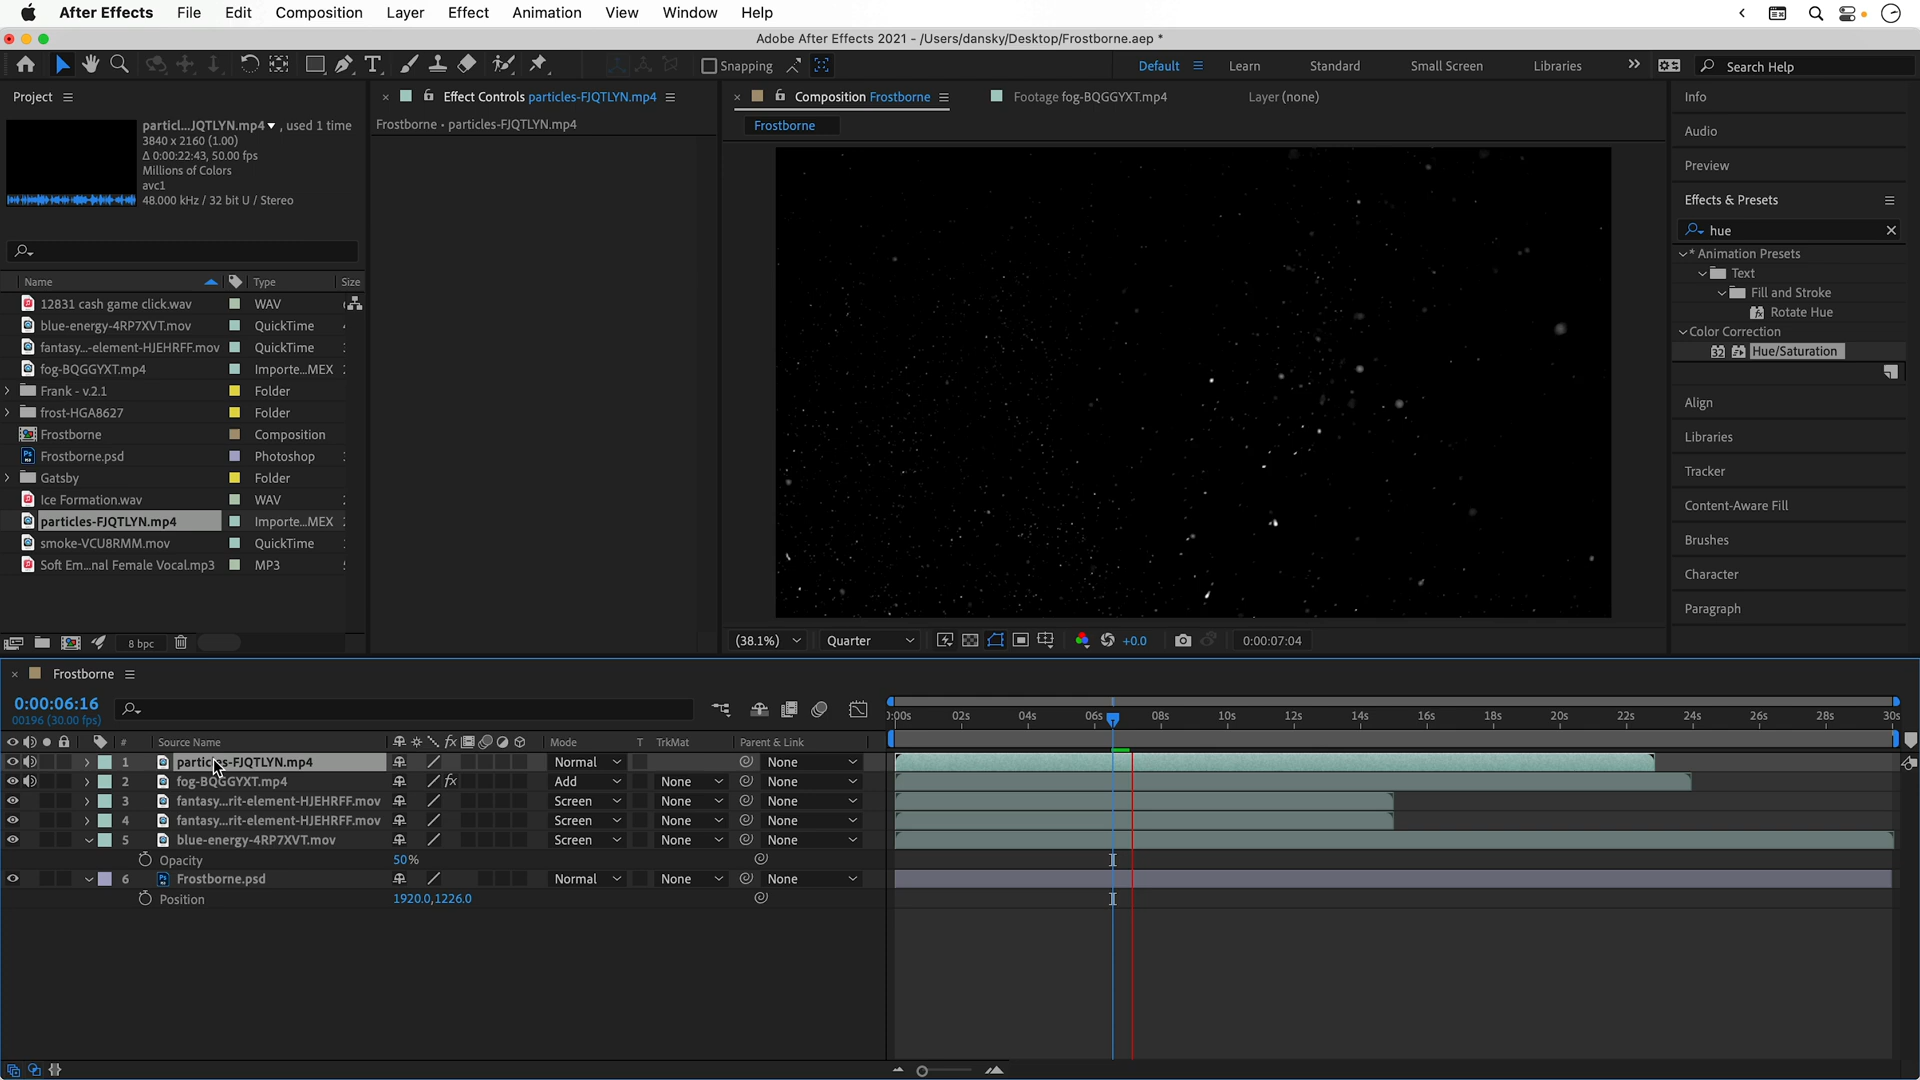 After Effects File Edit Composition Layer Effect Animation View Window Help
Adobe After Effects 2021 - /Users/dansky/Desktop/Frostborne.aep *
Snapping Default Learn Standard Small Screen Libraries Search Help
Project
Effect Controls particles-FJQTLYN.mp4
Composition Frostborne
Footage fog-BQGGYXT.mp4
Layer (none)
Frostborne • particles-FJQTLYN.mp4
Frostborne
particl...JQTLYN.mp4 , used 1 time
3840 x 2160 (1.00)
Δ 0:00:22:43, 50.00 fps
Millions of Colors
avc1
48.000 kHz / 32 bit U / Stereo
Name Type Size
12831 cash game click.wav WAV
blue-energy-4RP7XVT.mov QuickTime
fantasy...-element-HJEHRFF.mov QuickTime
fog-BQGGYXT.mp4 Importe...MEX
Frank - v.2.1 Folder
frost-HGA8627 Folder
Frostborne Composition
Frostborne.psd Photoshop
Gatsby Folder
Ice Formation.wav WAV
particles-FJQTLYN.mp4 Importe...MEX
smoke-VCU8RMM.mov QuickTime
Soft Em...nal Female Vocal.mp3 MP3
8 bpc
(38.1%) Quarter +0.0 0:00:07:04
Info
Audio
Preview
Effects & Presets
hue
* Animation Presets
Text
Fill and Stroke
Rotate Hue
Color Correction
32 Hue/Saturation
Align
Libraries
Tracker
Content-Aware Fill
Brushes
Character
Paragraph
Frostborne
0:00:06:16
00196 (30.00 fps)
0:00s 02s 04s 06s 08s 10s 12s 14s 16s 18s 20s 22s 24s 26s 28s 30s
# Source Name fx Mode T TrkMat Parent & Link
1 particles-FJQTLYN.mp4 Normal None
2 fog-BQGGYXT.mp4 fx Add None None
3 fantasy...rit-element-HJEHRFF.mov Screen None None
4 fantasy...rit-element-HJEHRFF.mov Screen None None
5 blue-energy-4RP7XVT.mov Screen None None
Opacity 50%
6 Ps Frostborne.psd Normal None None
Position 1920.0,1226.0